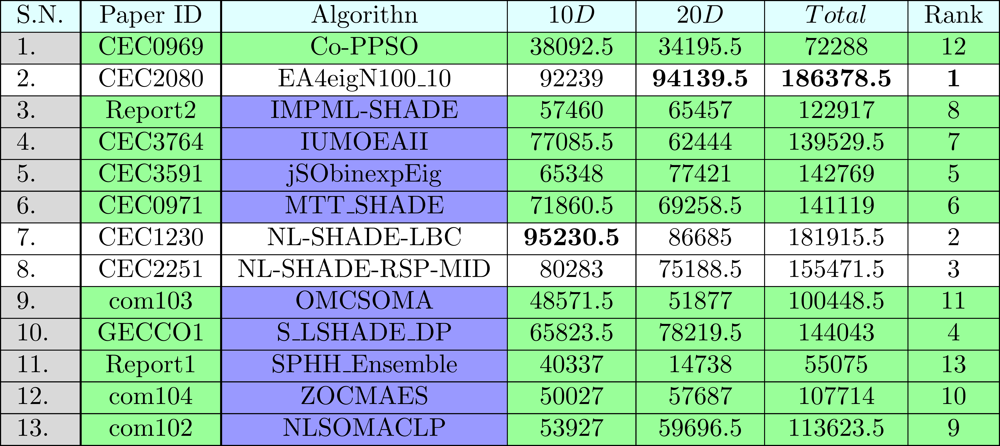 S.N. Paper ID Algorithn 10D 20D Total Rank
1. CEC0969 Co-PPSO 38092.5 34195.5 72288 12
2. CEC2080 EA4eigN100_10 92239 94139.5 186378.5 1
3. Report2 IMPML-SHADE 57460 65457 122917 8
4. CEC3764 IUMOEAII 77085.5 62444 139529.5 7
5. CEC3591 jSObinexpEig 65348 77421 142769 5
6. CEC0971 MTT_SHADE 71860.5 69258.5 141119 6
7. CEC1230 NL-SHADE-LBC 95230.5 86685 181915.5 2
8. CEC2251 NL-SHADE-RSP-MID 80283 75188.5 155471.5 3
9. com103 OMCSOMA 48571.5 51877 100448.5 11
10. GECCO1 S_LSHADE_DP 65823.5 78219.5 144043 4
11. Report1 SPHH_Ensemble 40337 14738 55075 13
12. com104 ZOCMAES 50027 57687 107714 10
13. com102 NLSOMACLP 53927 59696.5 113623.5 9